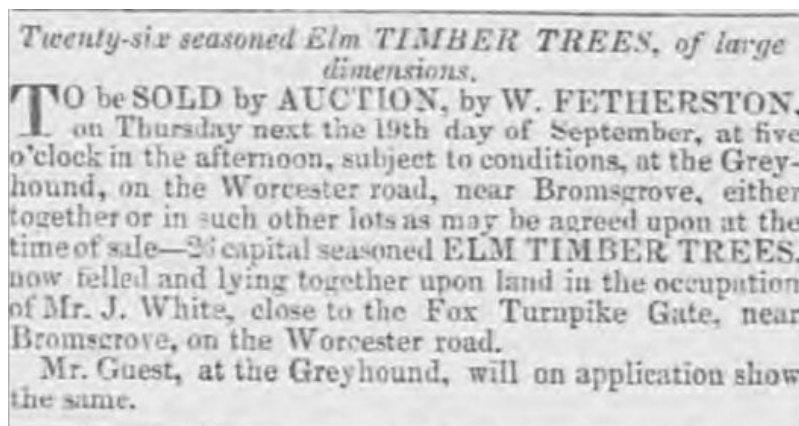 Twenty-six seasoned Elm TIMBER TREES, of large
dimensions.
TO be SOLD by AUCTION, by W. FETHERSTON,
on Thursday next the 19th day of September, at five
o'clock in the afternoon, subject to conditions, at the Grey-
hound, on the Worcester road, near Bromsgrove, either
together or in such other lots as may be agreed upon at the
time of sale—26 capital seasoned ELM TIMBER TREES,
now felled and lying together upon land in the occupation
of Mr. J. White, close to the Fox Turnpike Gate, near
Bromsgrove, on the Worcester road.
Mr. Guest, at the Greyhound, will on application show
the same.